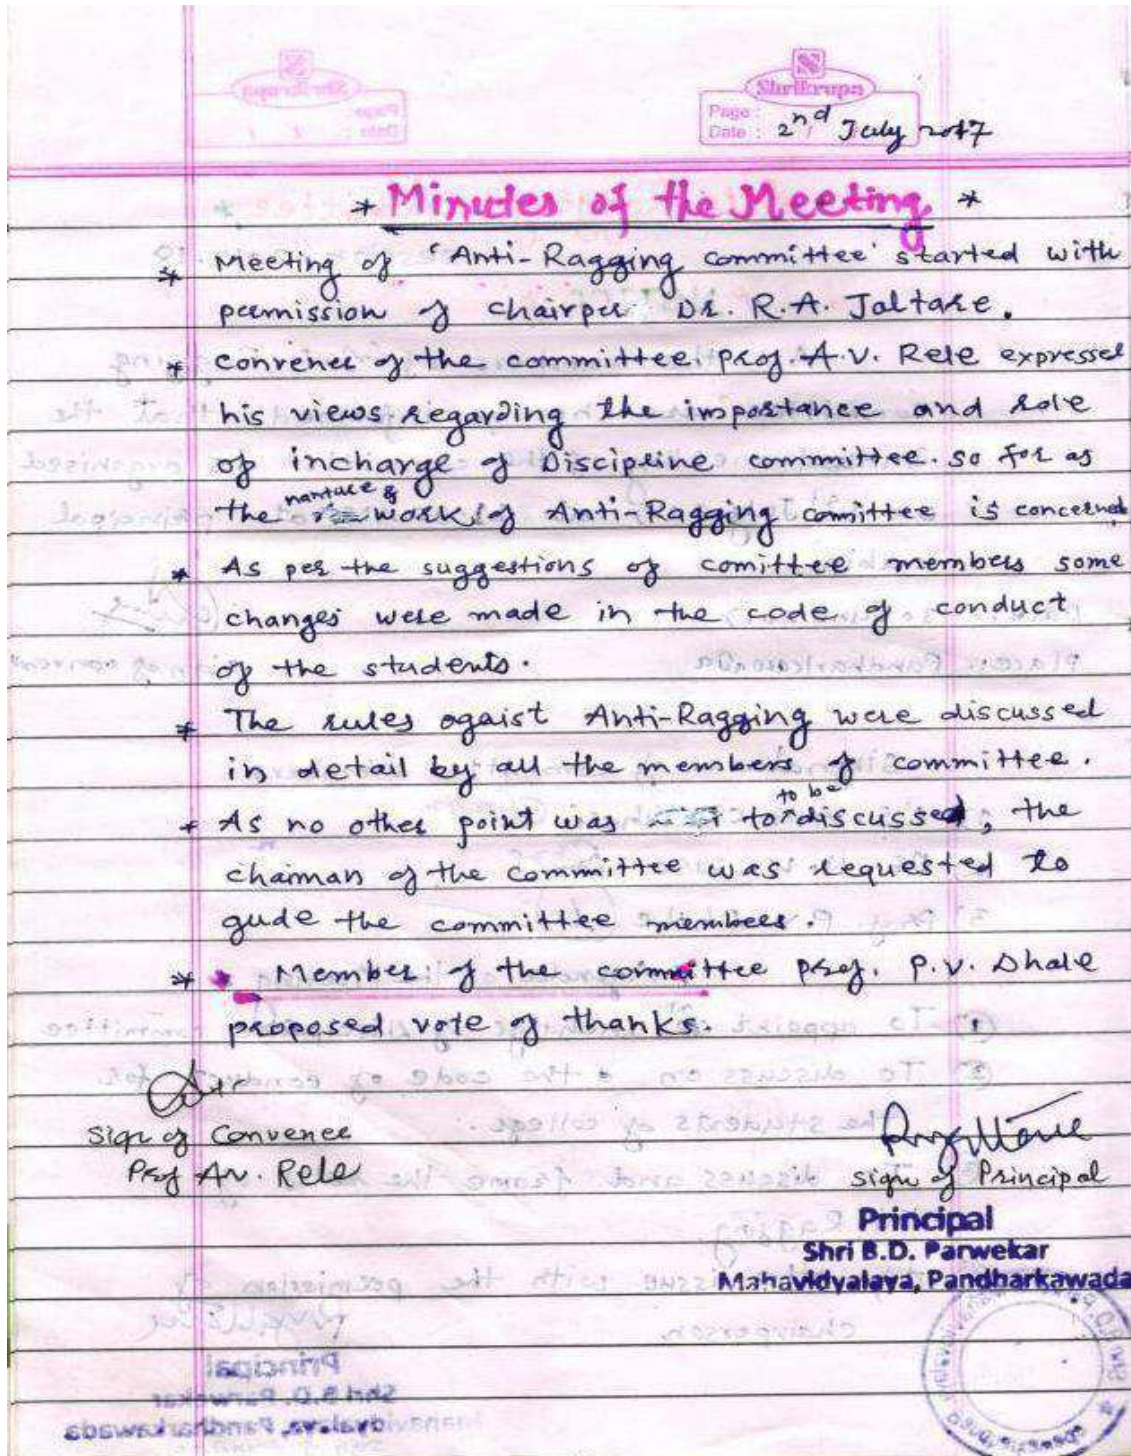 Shrikrupa
Page :
Date : 2nd July 2017
* Minutes of the Meeting *
* Meeting of 'Anti-Ragging committee' started with
permission of chairper Dr. R.A. Jaltare.
* convener of the committee prof. A.V. Rele expressed
his views regarding the importance and role
of incharge of Discipline committee. so for as
the nantuce & work of Anti-Ragging comittee is concerned
* As per the suggestions of comittee members some
changes were made in the code of conduct
of the students.
* The rules ogaist Anti-Ragging were discussed
in detail by all the members of committee.
* As no other point was to to be discussed, the
chaiman of the committee was requested to
gude the committee members.
* Member of the committee prof. P.V. Dhale
proposed vote of thanks.
Sign of Convener
Prof A.V. Rele
Sign of Principal
Principal
Shri B.D. Parwekar
Mahavidyalaya, Pandharkawada